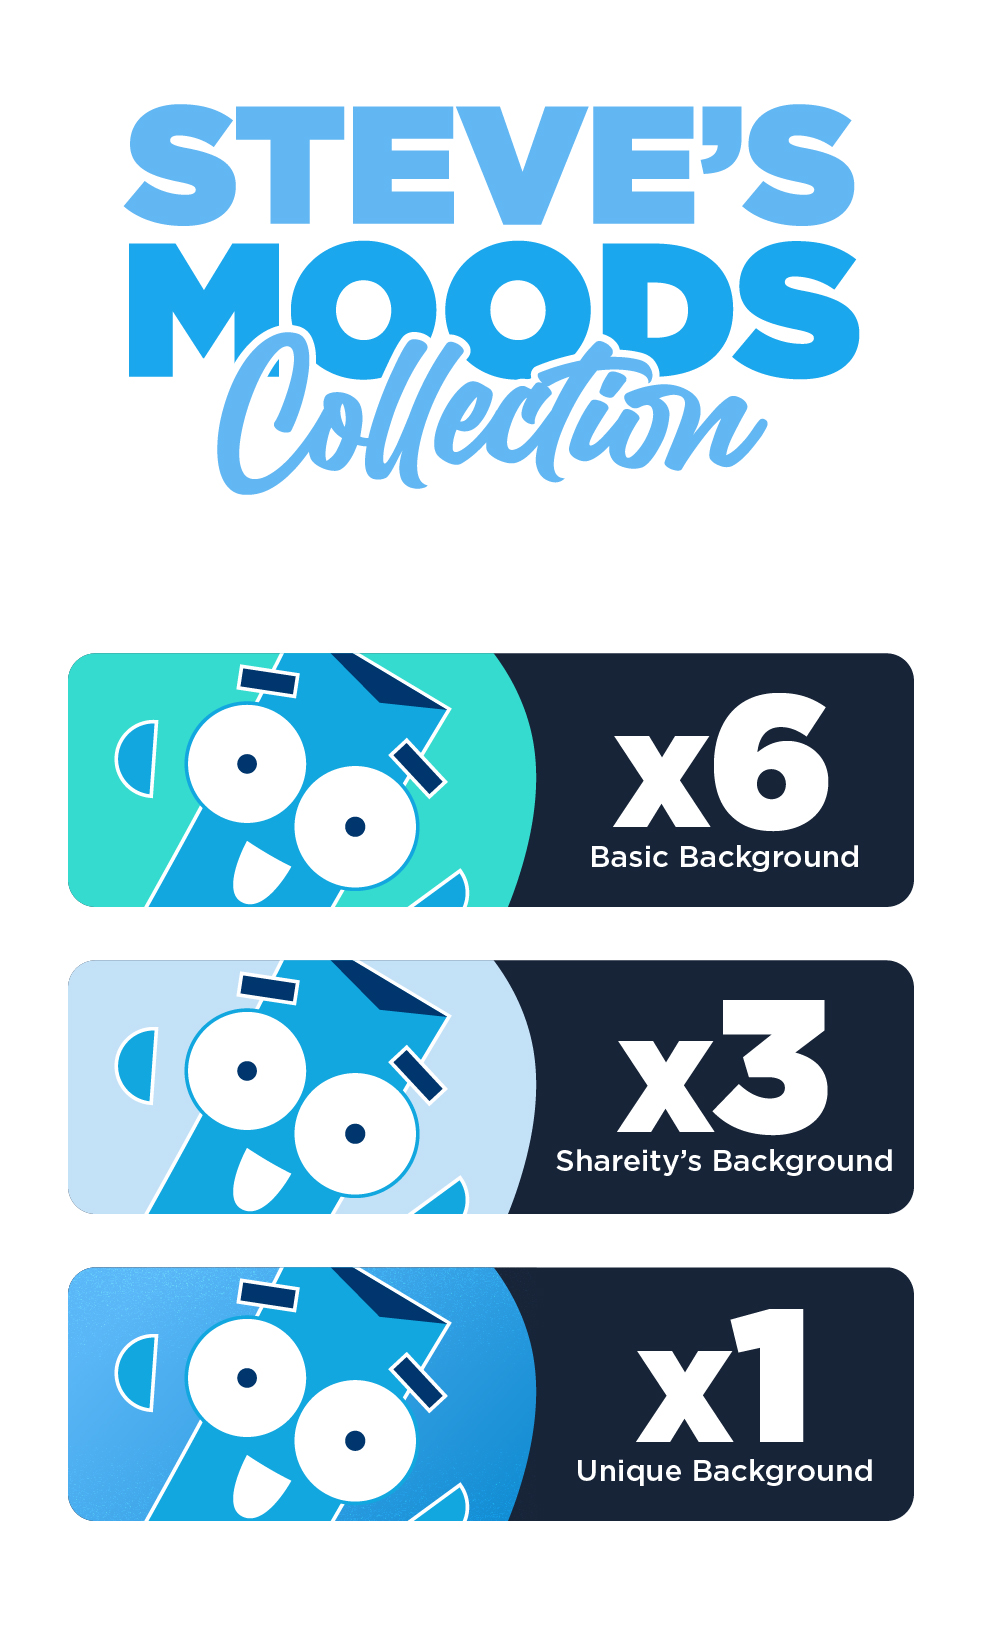 STEVE’S
MOODS
Collection
x6
Basic Background
x3
Shareity’s Background
x1
Unique Background